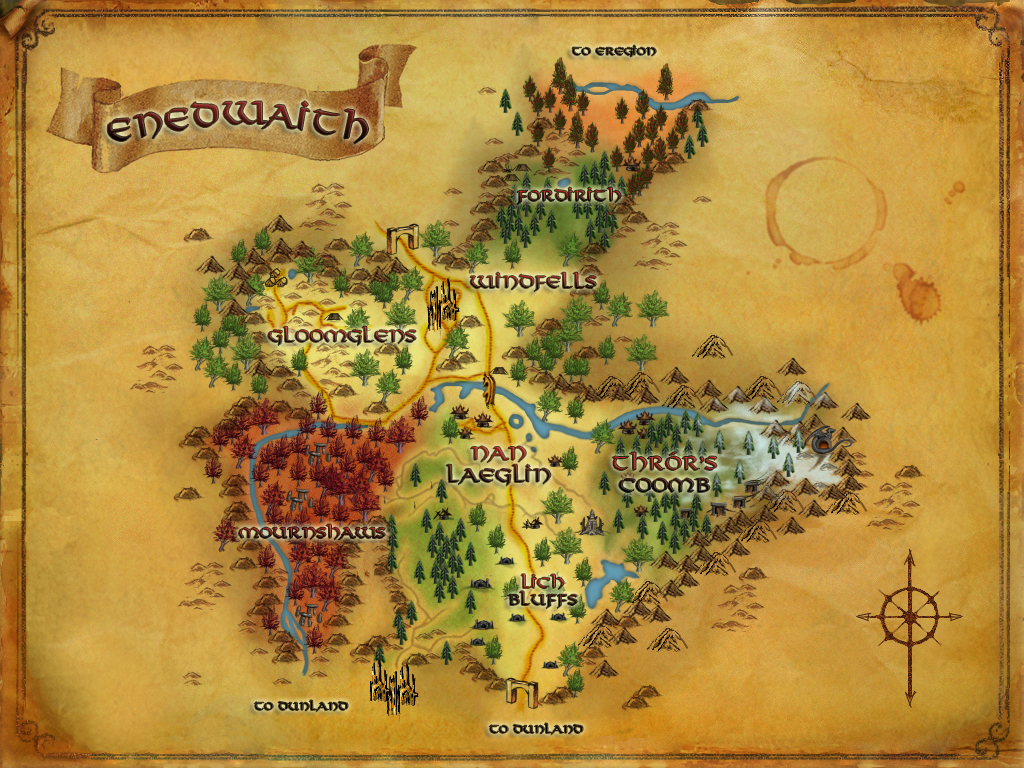 to Eregion
Enedwaith
Fordirith
Windfells
Gloomglens
Nan
Laeglin
Thrór's
Coomb
Mournshaws
Lich
Bluffs
to Dunland
to Dunland